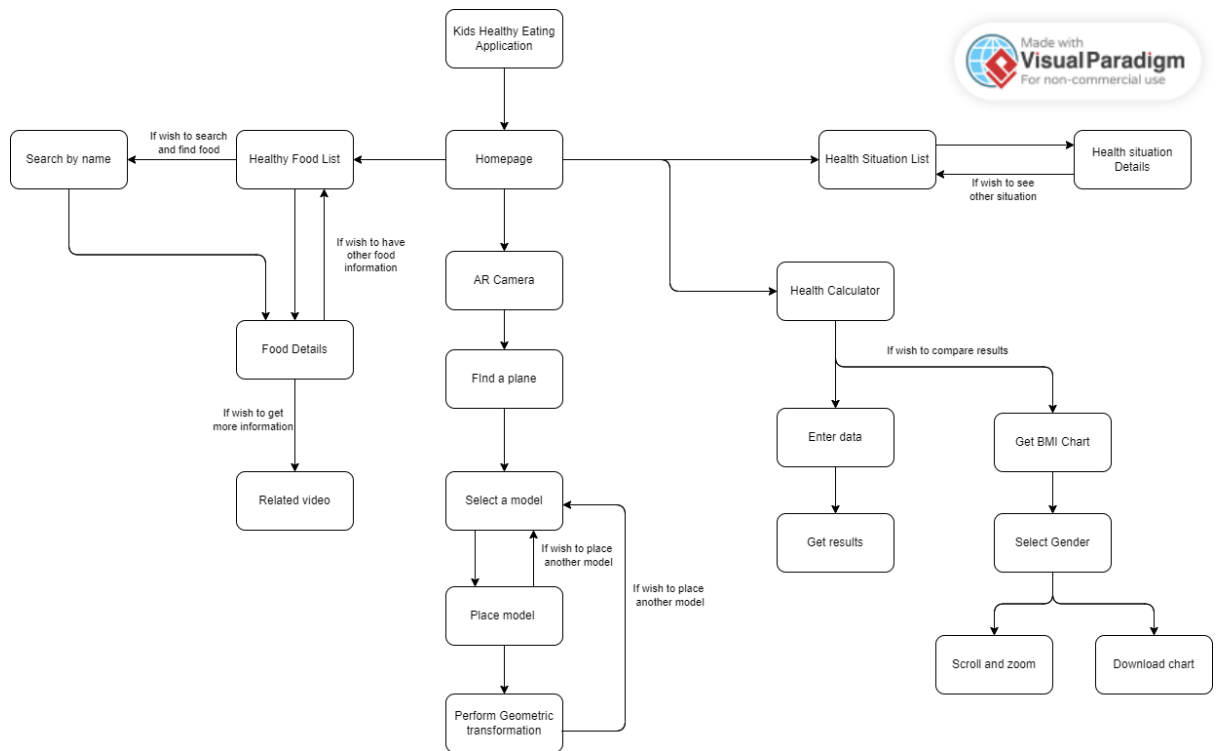 Kids Healthy Eating
Application
Made with
Visual Paradigm
For non-commercial use
Search by name
If wish to search
and find food
Healthy Food List
Homepage
Health Situation List
Health situation
Details
If wish to see
other situation
If wish to have
other food
information
AR Camera
Health Calculator
Food Details
FInd a plane
If wish to compare results
If wish to get
more information
Enter data
Get BMI Chart
Related video
Select a model
If wish to place
another model
Get results
Select Gender
If wish to place
another model
Place model
Scroll and zoom
Download chart
Perform Geometric
transformation